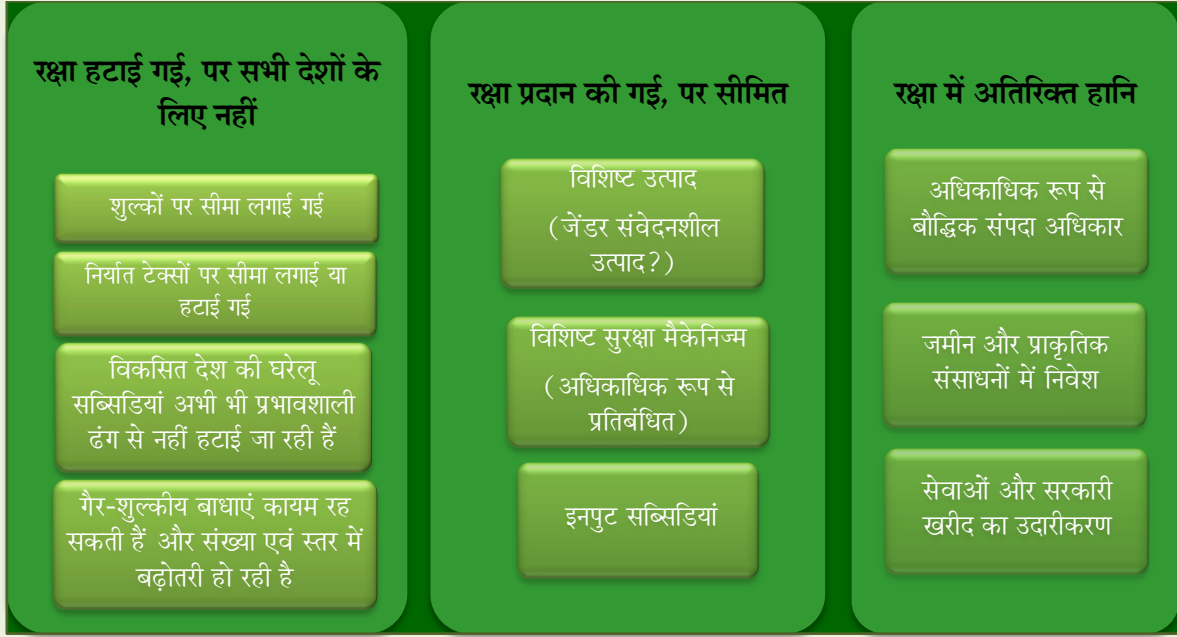 रक्षा हटाई गई, पर सभी देशों के
लिए नहीं
शुल्कों पर सीमा लगाई गई
निर्यात टेक्सों पर सीमा लगाई या
हटाई गई
विकसित देश की घरेलू
सब्सिडियां अभी भी प्रभावशाली
ढंग से नहीं हटाई जा रही हैं
गैर-शुल्कीय बाधाएं कायम रह
सकती हैं और संख्या एवं स्तर में
बढ़ोतरी हो रही है
रक्षा प्रदान की गई, पर सीमित
विशिष्ट उत्पाद
(जेंडर संवेदनशील
उत्पाद?)
विशिष्ट सुरक्षा मैकेनिज्म
(अधिकाधिक रूप से
प्रतिबंधित)
इनपुट सब्सिडियां
रक्षा में अतिरिक्त हानि
अधिकाधिक रूप से
बौद्धिक संपदा अधिकार
जमीन और प्राकृतिक
संसाधनों में निवेश
सेवाओं और सरकारी
खरीद का उदारीकरण